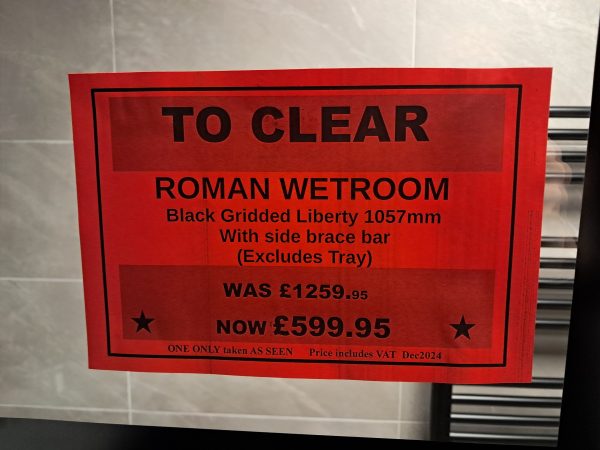 TO CLEAR
ROMAN WETROOM
Black Gridded Liberty 1057mm
With side brace bar
(Excludes Tray)
WAS £1259.95
NOW £599.95
ONE ONLY taken AS SEEN Price includes VAT Dec2024